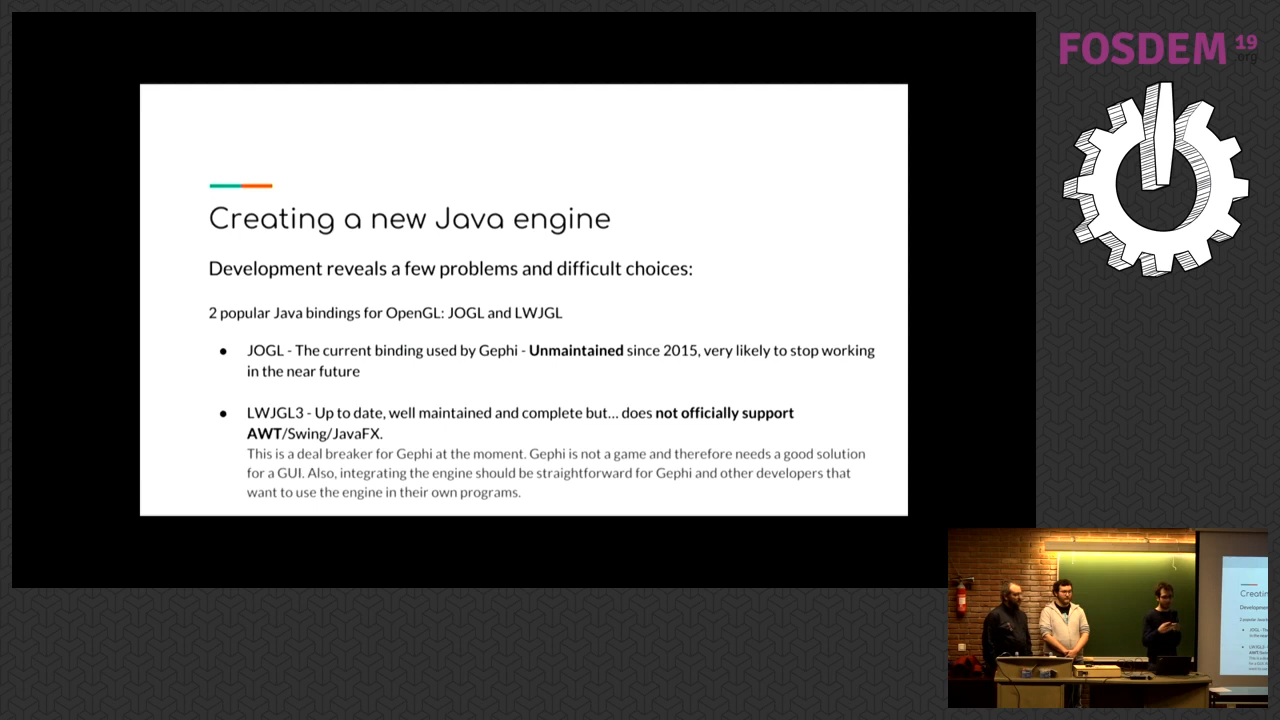 FOSDEM 19
.org
Creating a new Java engine
Development reveals a few problems and difficult choices:
2 popular Java bindings for OpenGL: JOGL and LWJGL
● JOGL - The current binding used by Gephi - Unmaintained since 2015, very likely to stop working
in the near future
● LWJGL3 - Up to date, well maintained and complete but... does not officially support
AWT/Swing/JavaFX.
This is a deal breaker for Gephi at the moment. Gephi is not a game and therefore needs a good solution
for a GUI. Also, integrating the engine should be straightforward for Gephi and other developers that
want to use the engine in their own programs.